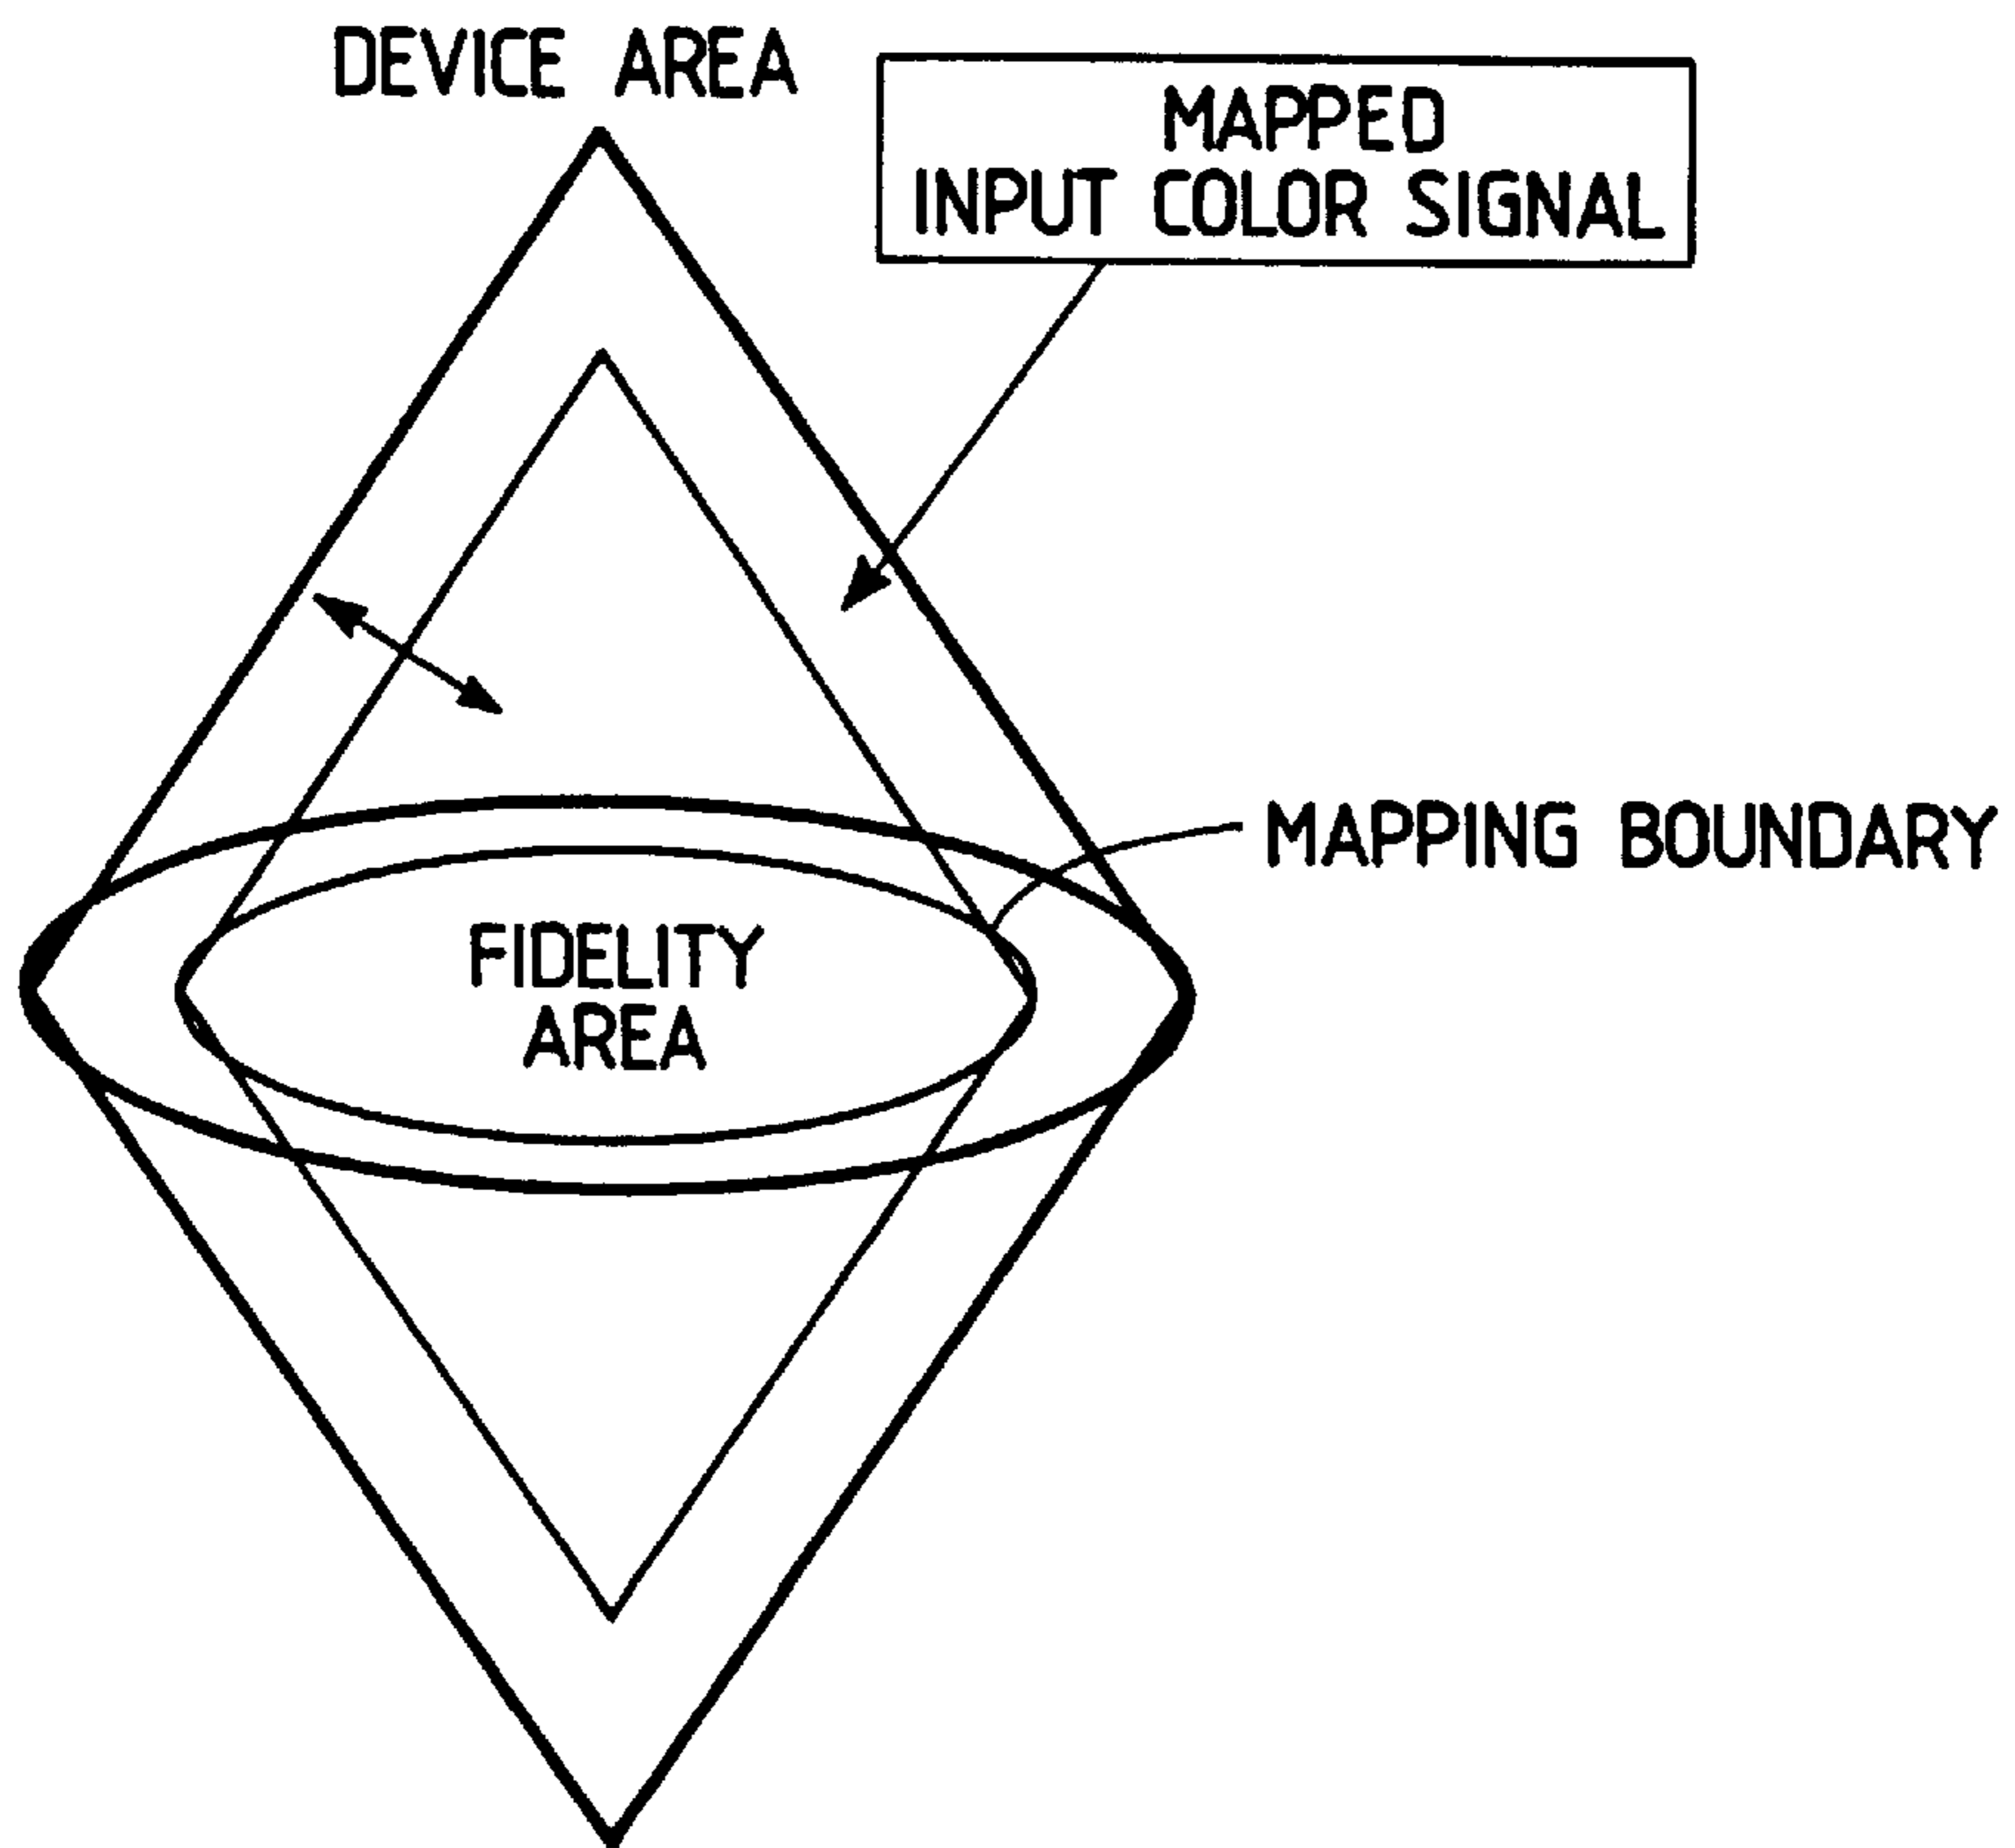 DEVICE AREA
MAPPED
INPUT COLOR SIGNAL
MAPPING BOUNDARY
FIDELITY
AREA